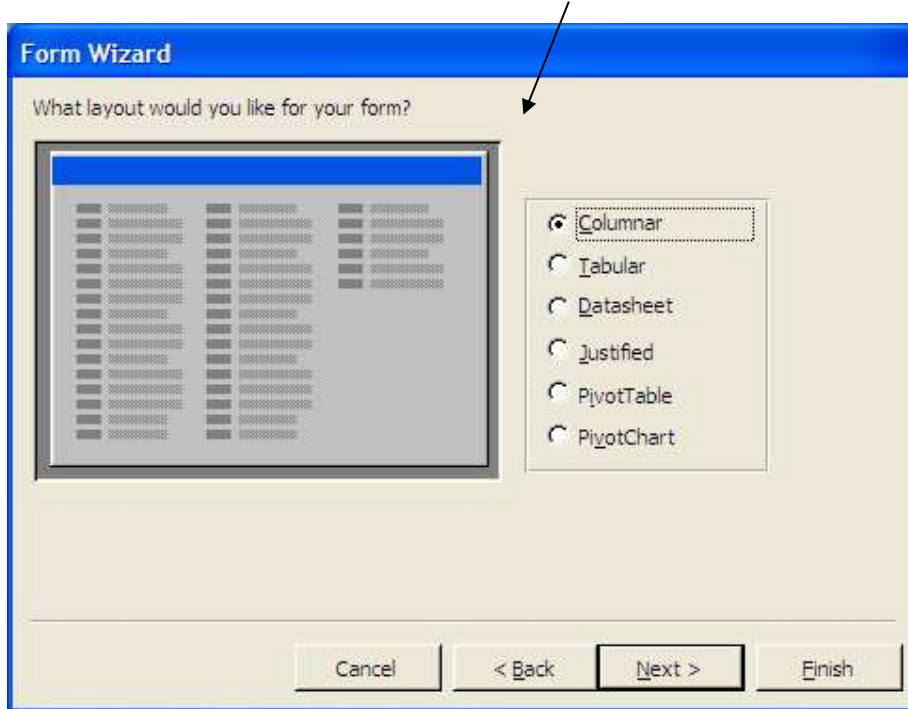 Form Wizard
What layout would you like for your form?
Columnar
Tabular
Datasheet
Justified
PivotTable
PivotChart
Cancel
< Back
Next >
Finish